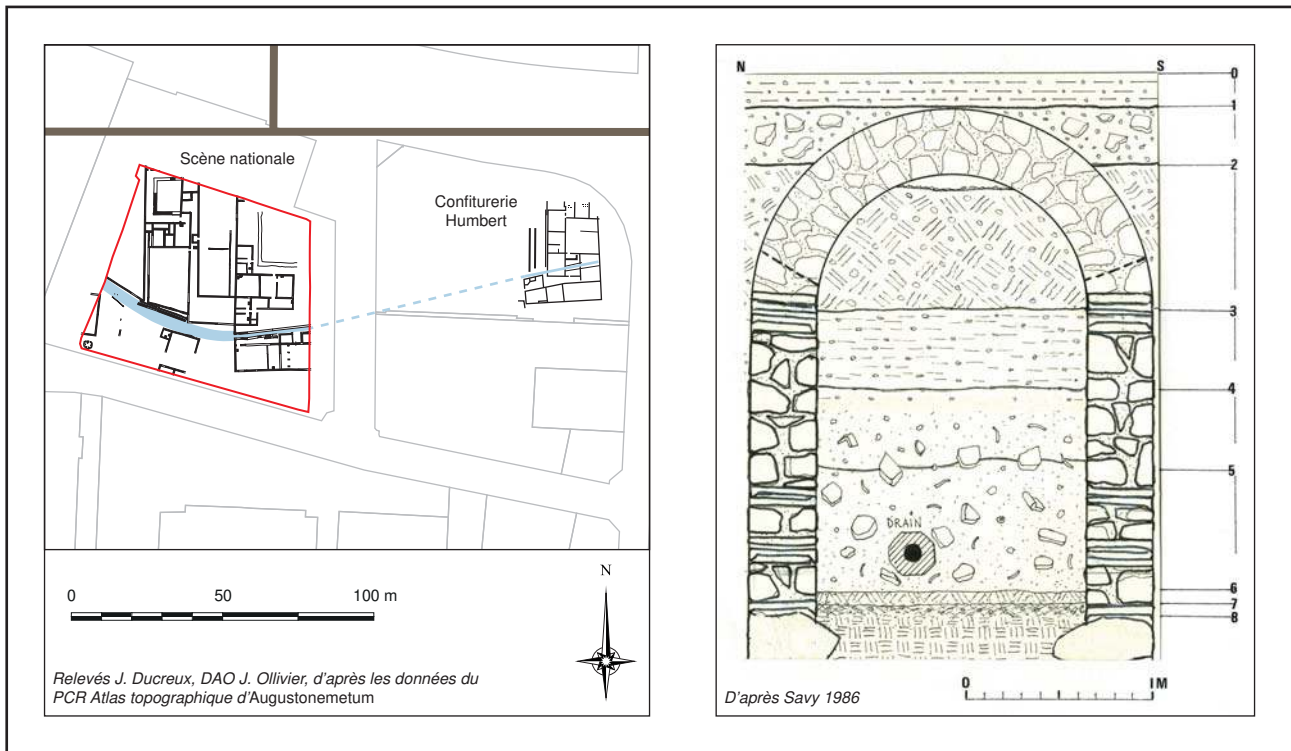 Scène nationale
Confiturerie
Humbert
0 50 100 m
N
Relevés J. Ducreux, DAO J. Ollivier, d'après les données du
PCR Atlas topographique d'Augustonemetum
N S
0
1
2
3
4
5
DRAIN
6
7
8
0 1M
D'après Savy 1986